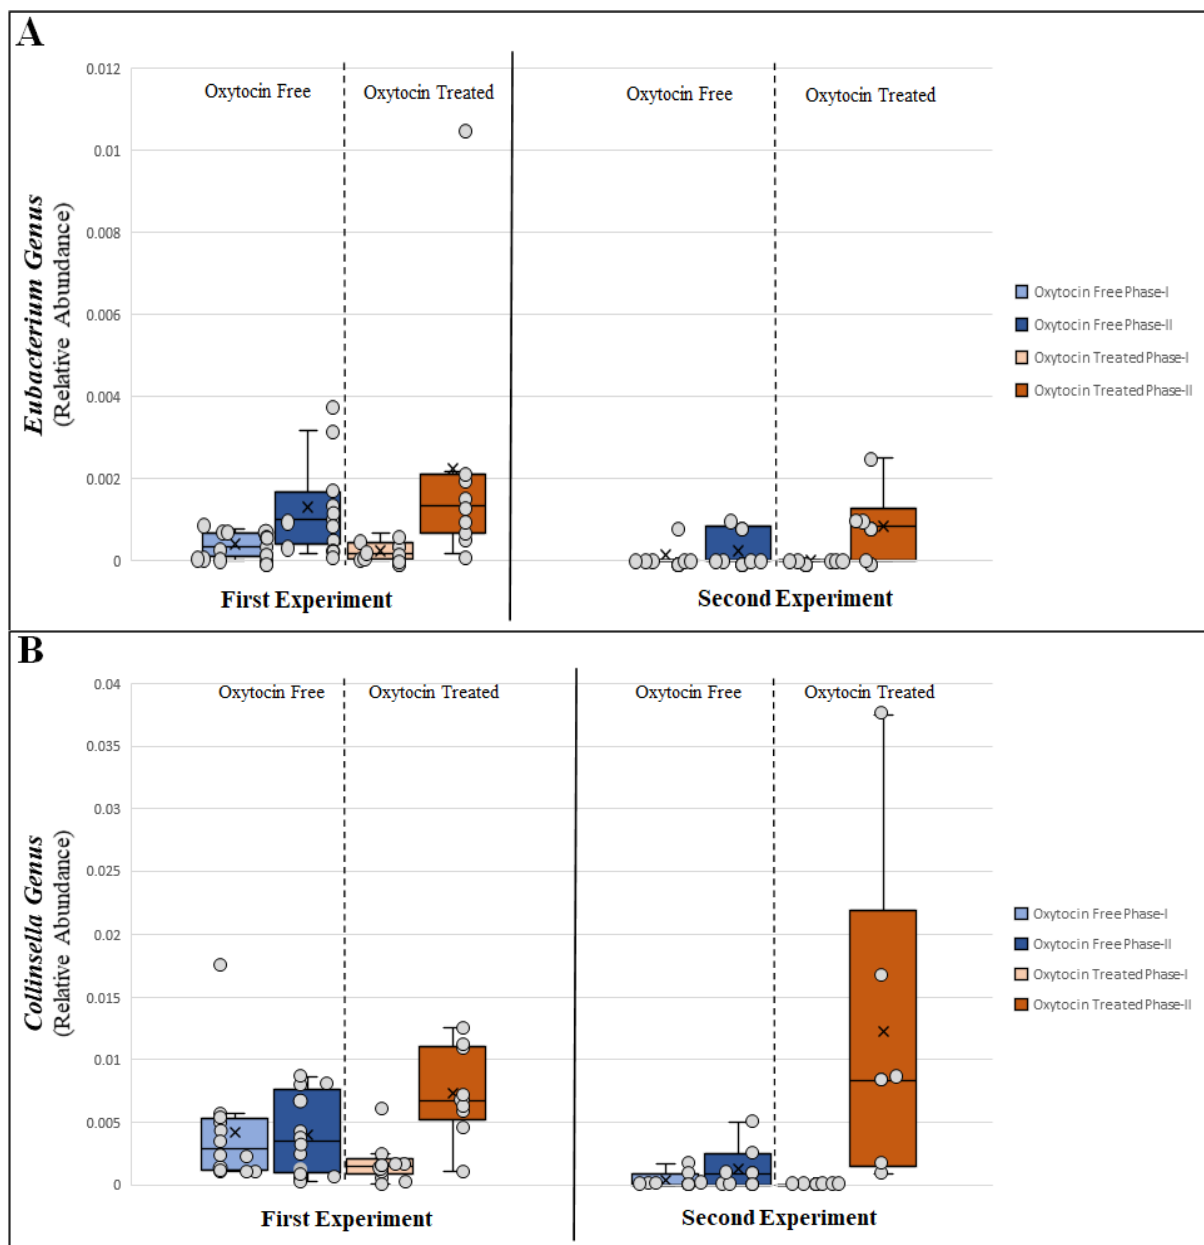 A
0.012
Oxytocin Free
Oxytocin Treated
Oxytocin Free
Oxytocin Treated
0.01
0.008
0.006
0.004
0.002
0
Eubacterium Genus
(Relative Abundance)
Oxytocin Free Phase-I
Oxytocin Free Phase-II
Oxytocin Treated Phase-I
Oxytocin Treated Phase-II
First Experiment
Second Experiment
B
0.04
Oxytocin Free
Oxytocin Treated
Oxytocin Free
Oxytocin Treated
0.035
0.03
0.025
0.02
0.015
0.01
0.005
0
Collinsella Genus
(Relative Abundance)
Oxytocin Free Phase-I
Oxytocin Free Phase-II
Oxytocin Treated Phase-I
Oxytocin Treated Phase-II
First Experiment
Second Experiment